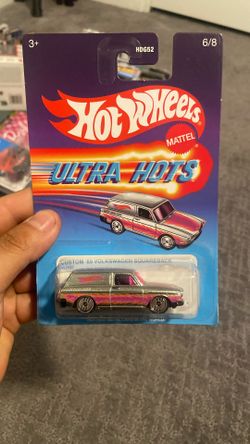 3+
HDG52
6/8
Hot Wheels
MATTEL
ULTRA HOTS
CUSTOM '69 VOLKSWAGEN SQUAREBACK